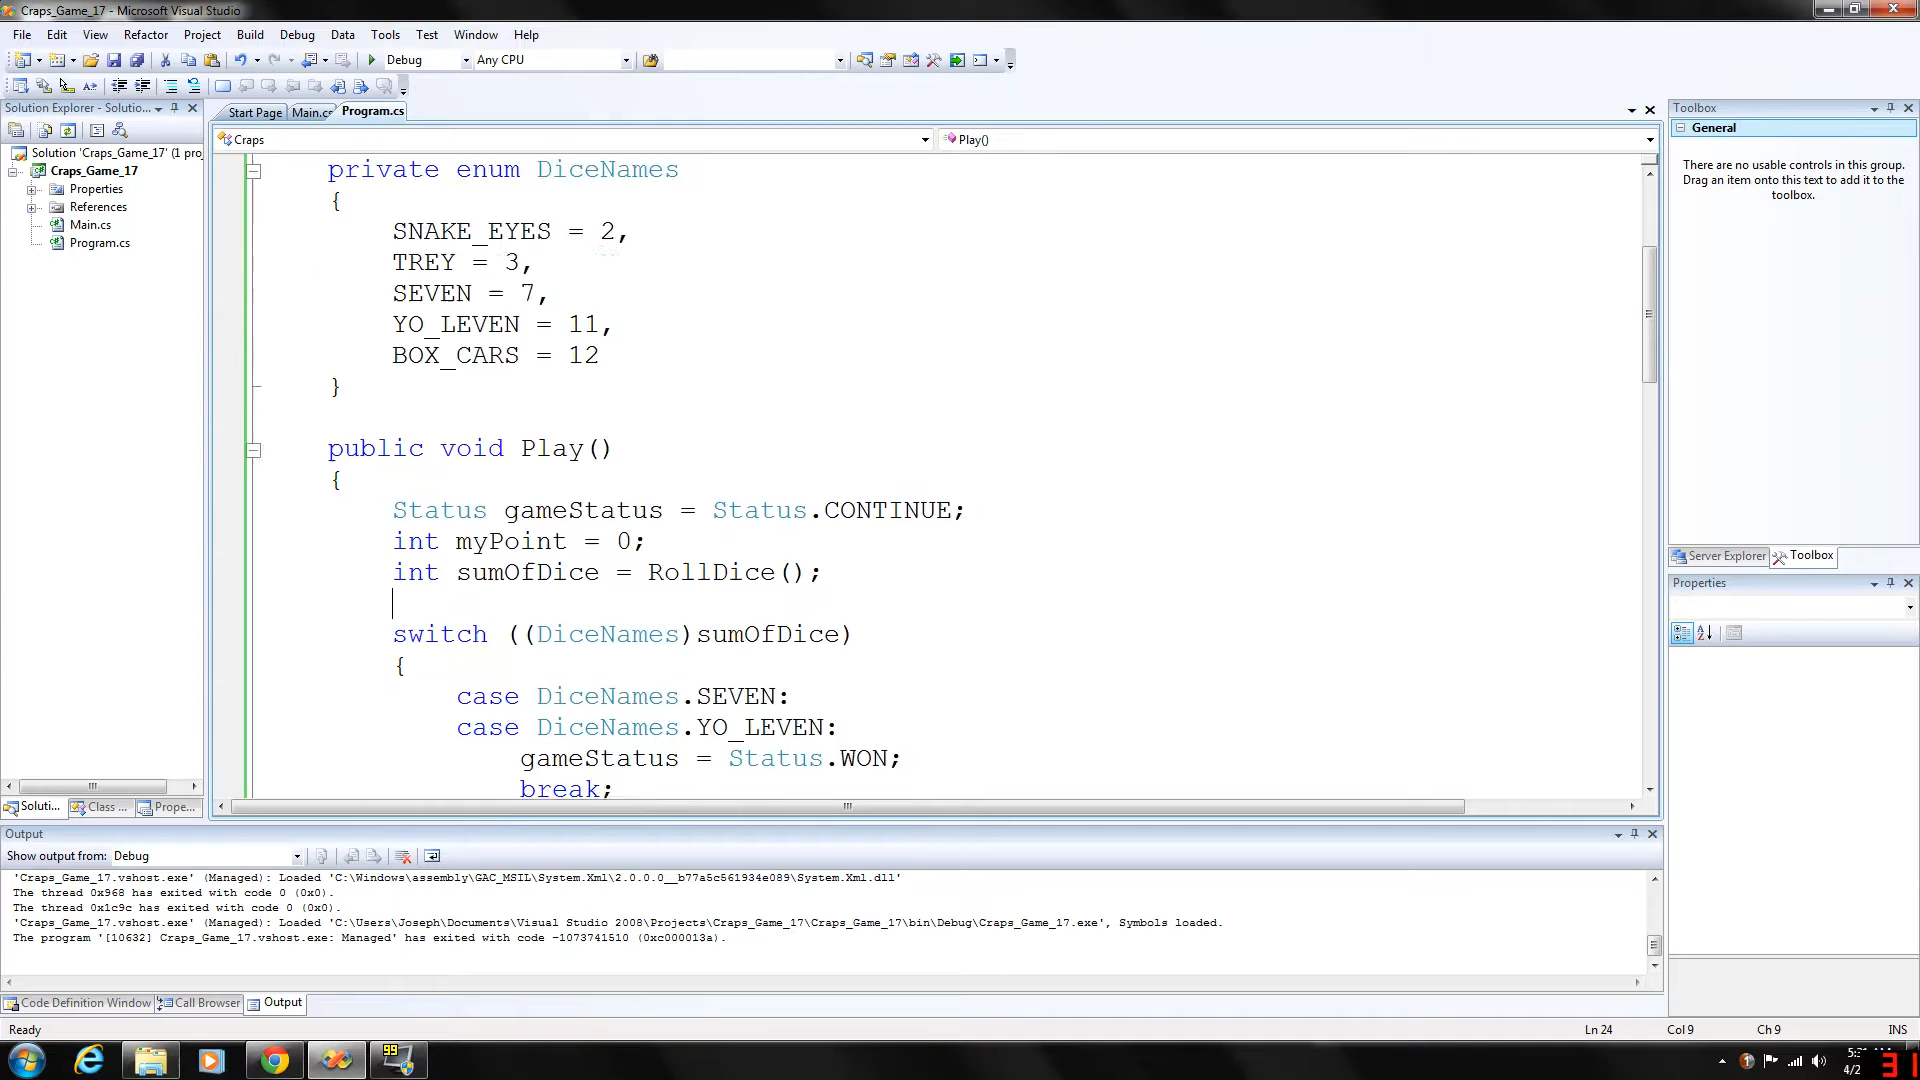 Craps_Game_17 - Microsoft Visual Studio
File Edit View Refactor Project Build Debug Data Tools Test Window Help
Debug Any CPU
Solution Explorer - Solutio...
Solution 'Craps_Game_17' (1 proj
Craps_Game_17
Properties
References
Main.cs
Program.cs
Soluti... Class ... Prope...
Start Page Main.cs Program.cs
Craps Play()
private enum DiceNames
{
SNAKE_EYES = 2,
TREY = 3,
SEVEN = 7,
YO_LEVEN = 11,
BOX_CARS = 12
}
public void Play()
{
Status gameStatus = Status.CONTINUE;
int myPoint = 0;
int sumOfDice = RollDice();
switch ((DiceNames)sumOfDice)
{
case DiceNames.SEVEN:
case DiceNames.YO_LEVEN:
gameStatus = Status.WON;
break;
Toolbox
General
There are no usable controls in this group.
Drag an item onto this text to add it to the
toolbox.
Server Explorer Toolbox
Properties
Output
Show output from: Debug
'Craps_Game_17.vshost.exe' (Managed): Loaded 'C:\Windows\assembly\GAC_MSIL\System.Xml\2.0.0.0__b77a5c561934e089\System.Xml.dll'
The thread 0x968 has exited with code 0 (0x0).
The thread 0x1c9c has exited with code 0 (0x0).
'Craps_Game_17.vshost.exe' (Managed): Loaded 'C:\Users\Joseph\Documents\Visual Studio 2008\Projects\Craps_Game_17\Craps_Game_17\bin\Debug\Craps_Game_17.exe', Symbols loaded.
The program '[10632] Craps_Game_17.vshost.exe: Managed' has exited with code -1073741510 (0xc000013a).
Code Definition Window Call Browser Output
Ready Ln 24 Col 9 Ch 9 INS
99
4/2
31